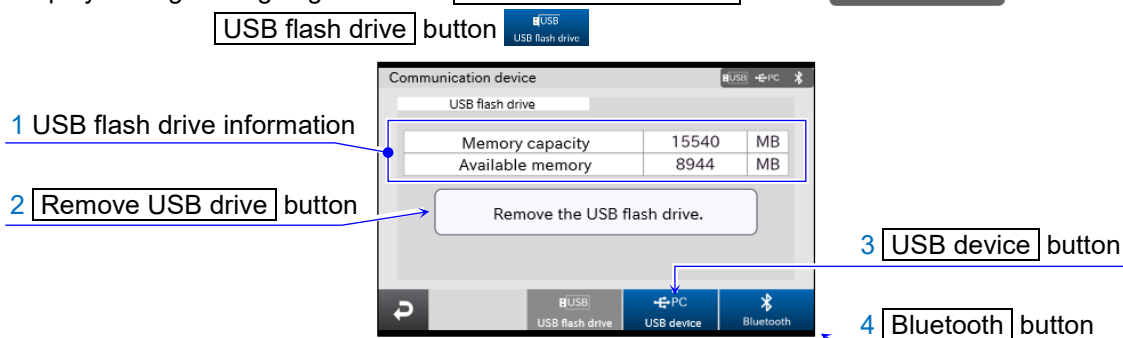 USB flash drive button USB
USB flash drive
Communication device USB PC
USB flash drive
1 USB flash drive information
Memory capacity 15540 MB
Available memory 8944 MB
2 Remove USB drive button
Remove the USB flash drive.
3 USB device button
USB PC
USB flash drive USB device Bluetooth
4 Bluetooth button